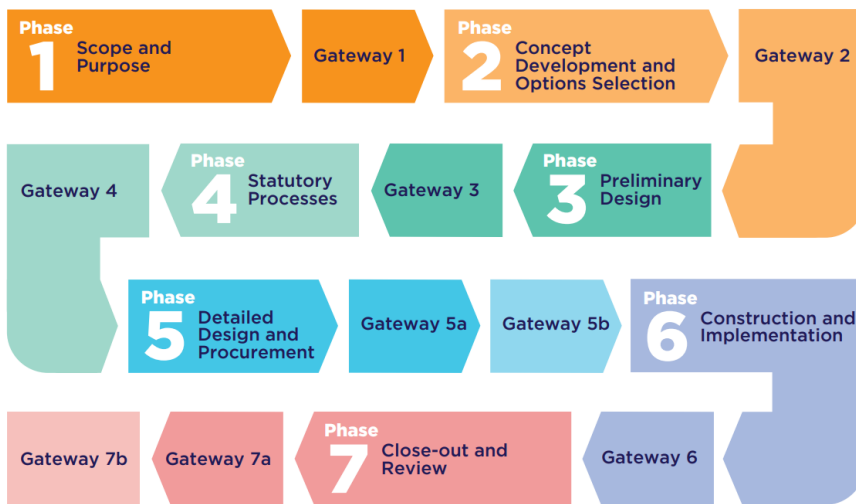 Phase
1
Scope and
Purpose
Gateway 1
Phase
2
Concept
Development and
Options Selection
Gateway 2
Phase
3
Preliminary
Design
Gateway 3
Phase
4
Statutory
Processes
Gateway 4
Phase
5
Detailed
Design and
Procurement
Gateway 5a
Gateway 5b
Phase
6
Construction and
Implementation
Gateway 6
Phase
7
Close-out and
Review
Gateway 7a
Gateway 7b